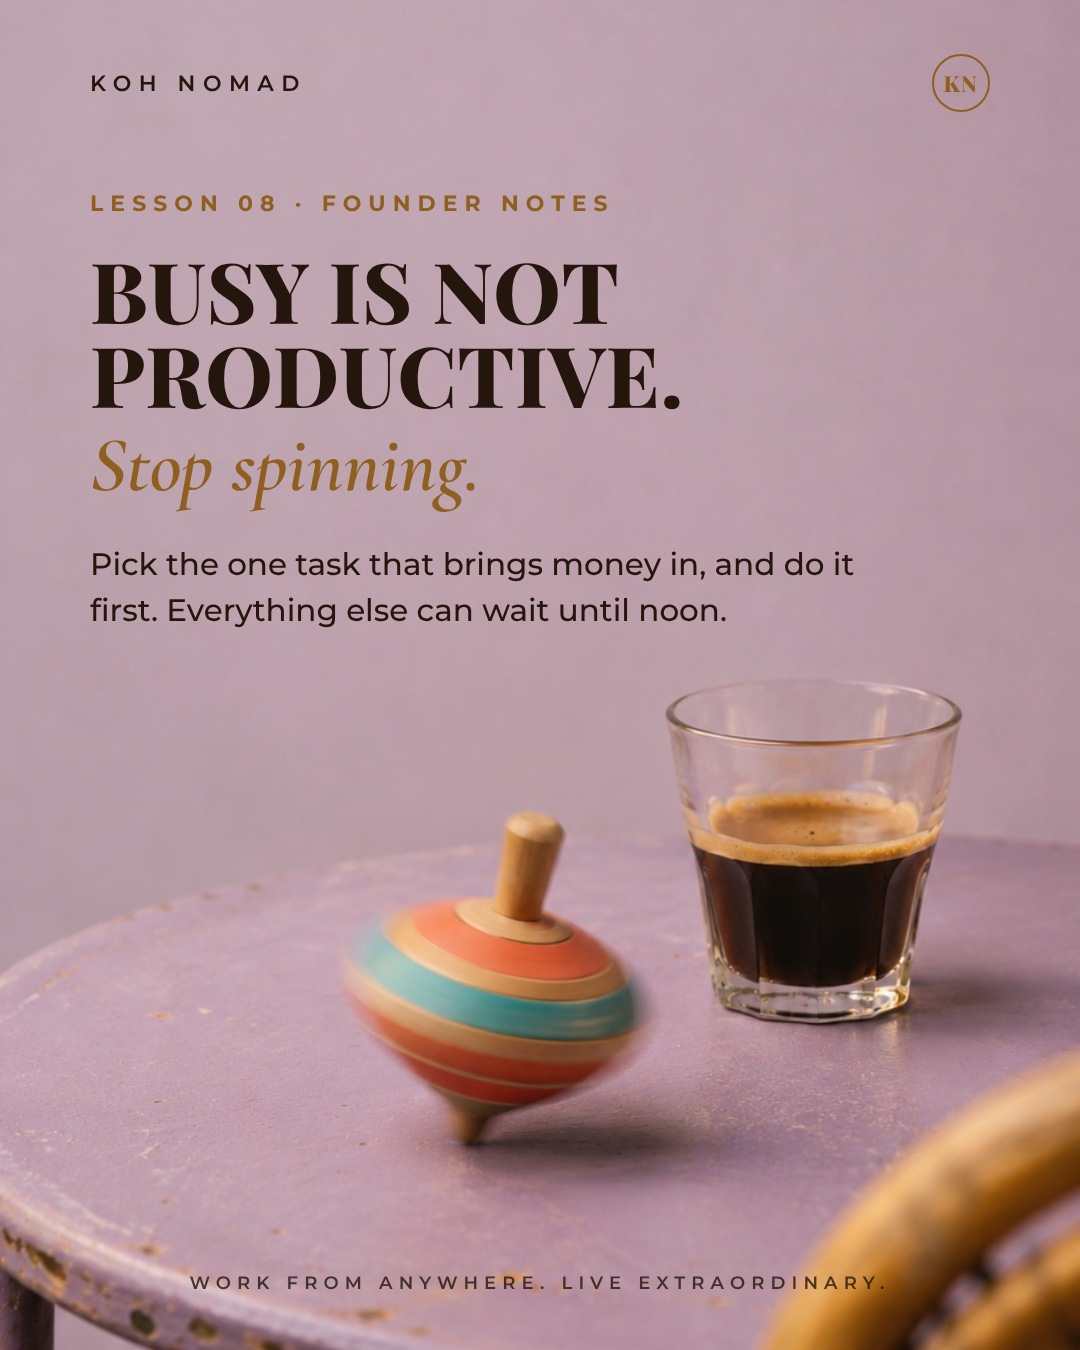 KOH NOMAD
KN
LESSON 08 · FOUNDER NOTES
BUSY IS NOT
PRODUCTIVE.
Stop spinning.
Pick the one task that brings money in, and do it
first. Everything else can wait until noon.
WORK FROM ANYWHERE. LIVE EXTRAORDINARY.